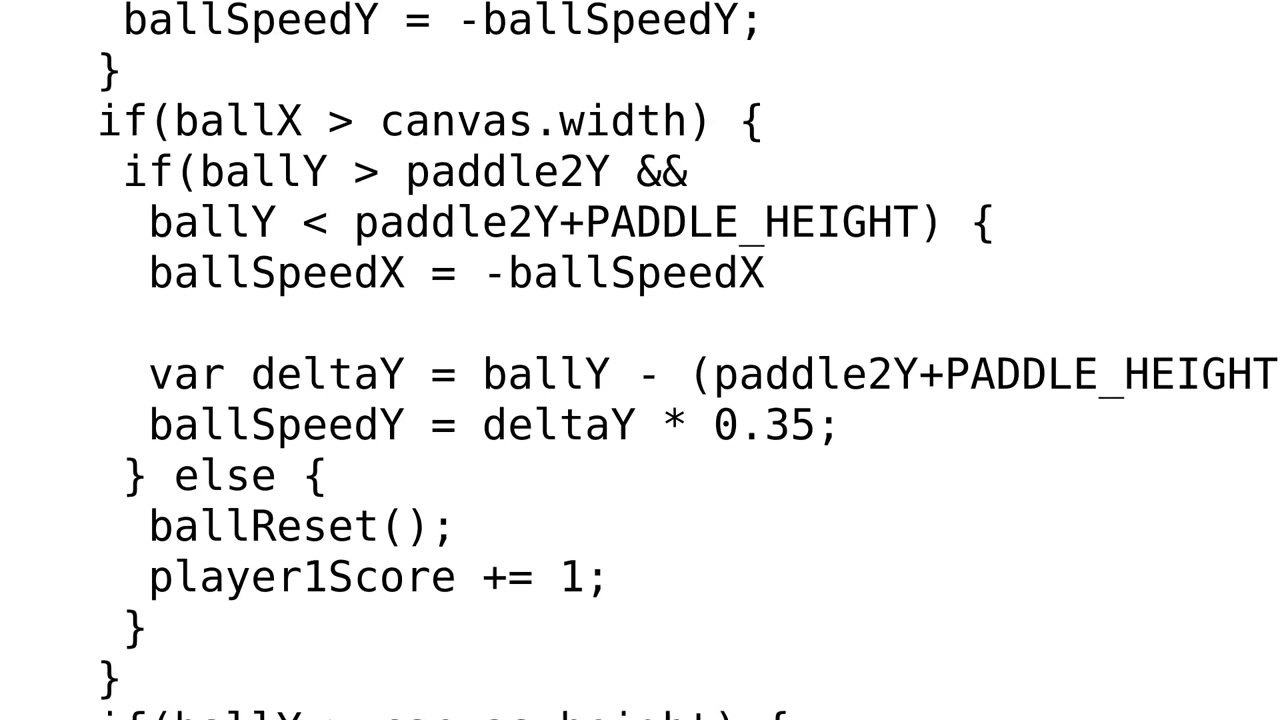 ballSpeedY = -ballSpeedY;
}
if(ballX > canvas.width) {
if(ballY > paddle2Y &&
ballY < paddle2Y+PADDLE_HEIGHT) {
ballSpeedX = -ballSpeedX
var deltaY = ballY - (paddle2Y+PADDLE_HEIGHT
ballSpeedY = deltaY * 0.35;
} else {
ballReset();
player1Score += 1;
}
}